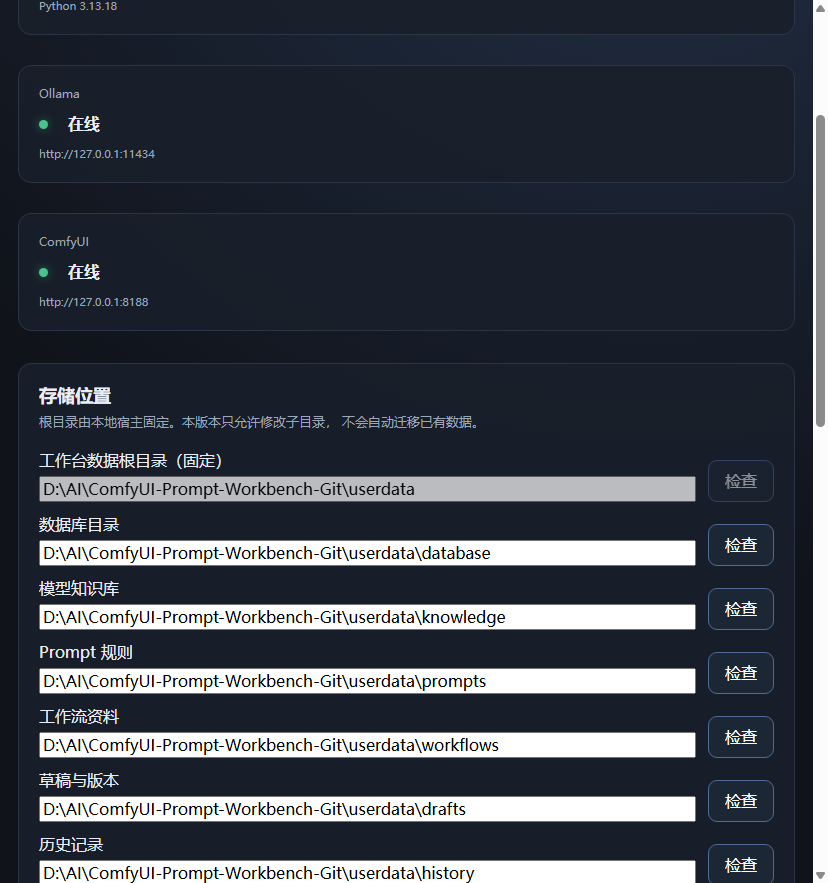 Python 3.13.18
Ollama
在线
http://127.0.0.1:11434
ComfyUI
在线
http://127.0.0.1:8188
存储位置
根目录由本地宿主固定。本版本只允许修改子目录， 不会自动迁移已有数据。
工作台数据根目录（固定）
D:\AI\ComfyUI-Prompt-Workbench-Git\userdata
检查
数据库目录
D:\AI\ComfyUI-Prompt-Workbench-Git\userdata\database
检查
模型知识库
D:\AI\ComfyUI-Prompt-Workbench-Git\userdata\knowledge
检查
Prompt 规则
D:\AI\ComfyUI-Prompt-Workbench-Git\userdata\prompts
检查
工作流资料
D:\AI\ComfyUI-Prompt-Workbench-Git\userdata\workflows
检查
草稿与版本
D:\AI\ComfyUI-Prompt-Workbench-Git\userdata\drafts
检查
历史记录
D:\AI\ComfyUI-Prompt-Workbench-Git\userdata\history
检查